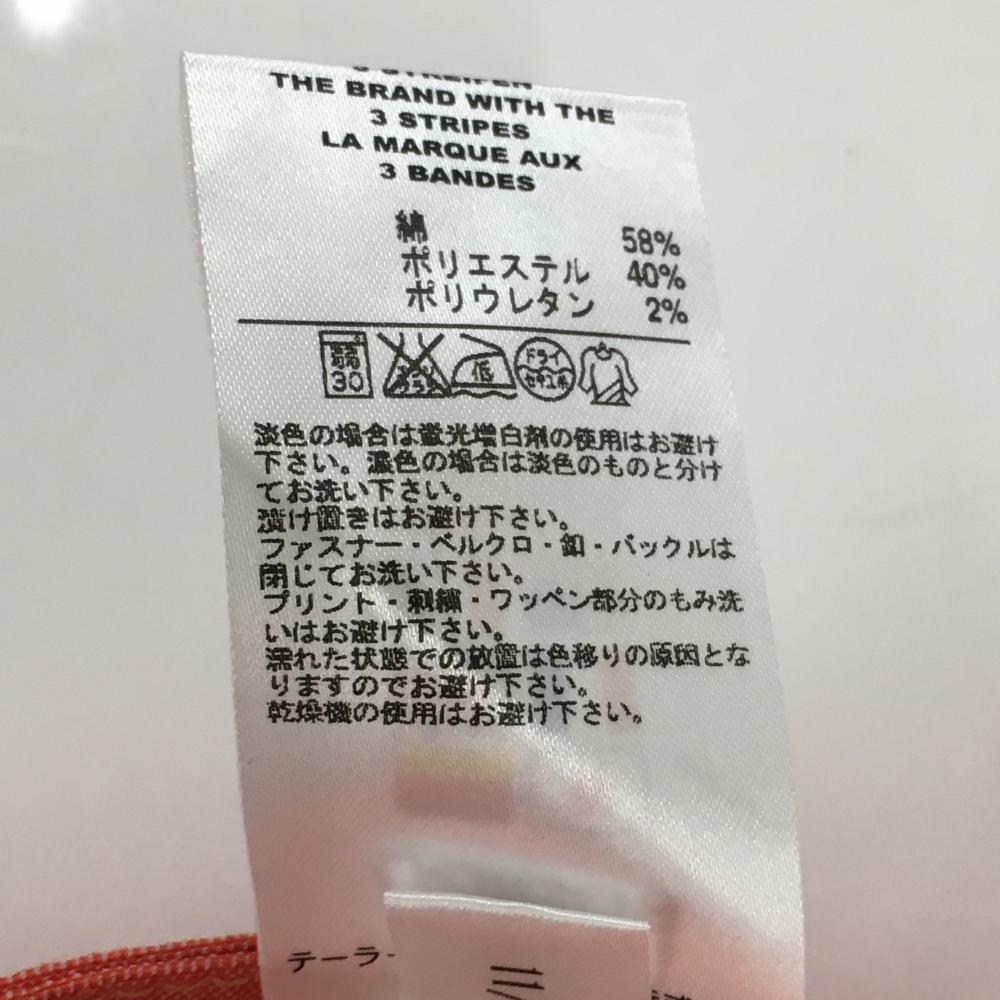 THE BRAND WITH THE
3 STRIPES
LA MARQUE AUX
3 BANDES
綿 58%
ポリエステル 40%
ポリウレタン 2%
弱 30 低 ドライ セキユ系
淡色の場合は蛍光増白剤の使用はお避け
下さい。濃色の場合は淡色のものと分け
てお洗い下さい。
漬け置きはお避け下さい。
ファスナー・ベルクロ・釦・バックルは
閉じてお洗い下さい。
プリント・刺繍・ワッペン部分のもみ洗
いはお避け下さい。
濡れた状態での放置は色移りの原因とな
りますのでお避け下さい。
乾燥機の使用はお避け下さい。
テーラー
11/